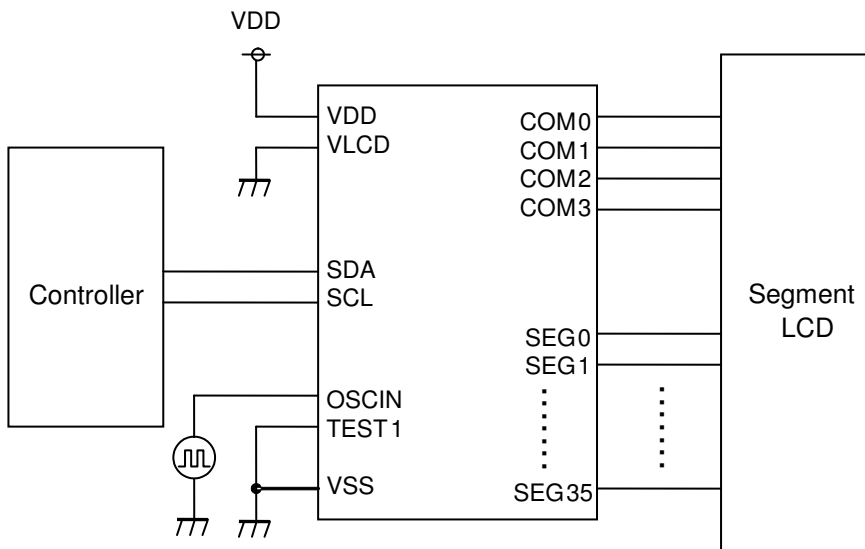 VDD
VDD
VLCD
COM0
COM1
COM2
COM3
Controller
SDA
SCL
Segment
LCD
SEG0
SEG1
OSCIN
TEST1
VSS
SEG35